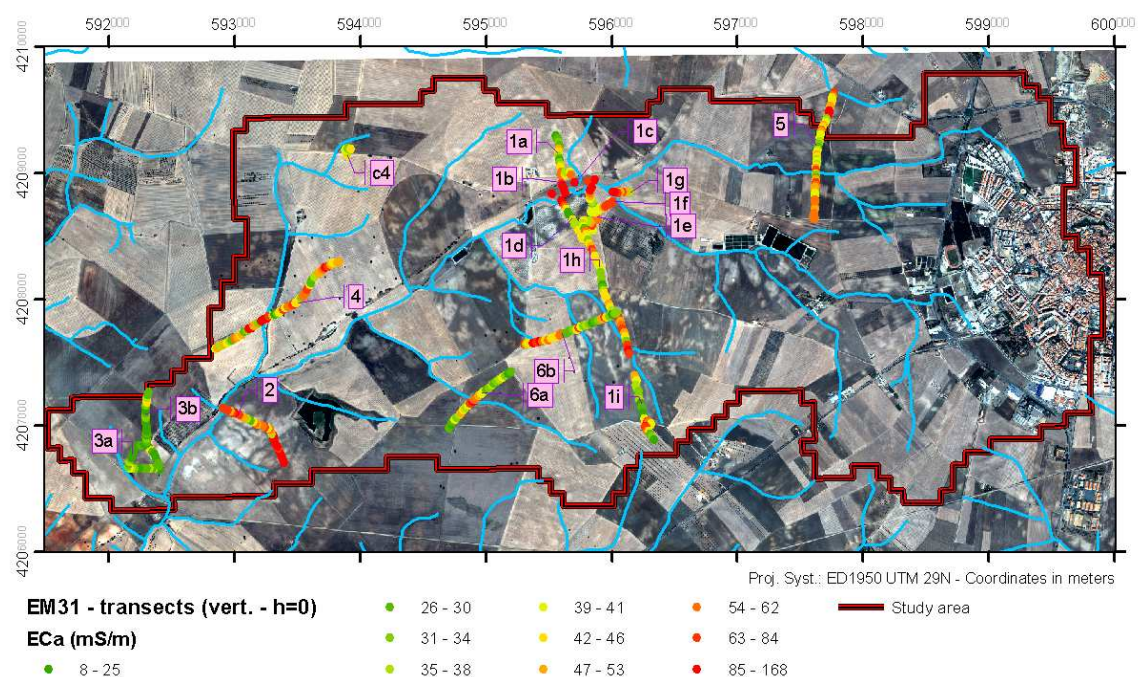 592000 593000 594000 595000 596000 597000 598000 599000 600000
4210000
4209000
4208000
4207000
4206000
1a
1c
5
1b
c4
1g
1f
1e
1d
1h
4
6b
2
6a
1i
3b
3a
Proj. Syst.: ED1950 UTM 29N - Coordinates in meters
EM31 - transects (vert. - h=0)
ECa (mS/m)
8 - 25
26 - 30
31 - 34
35 - 38
39 - 41
42 - 46
47 - 53
54 - 62
63 - 84
85 - 168
Study area